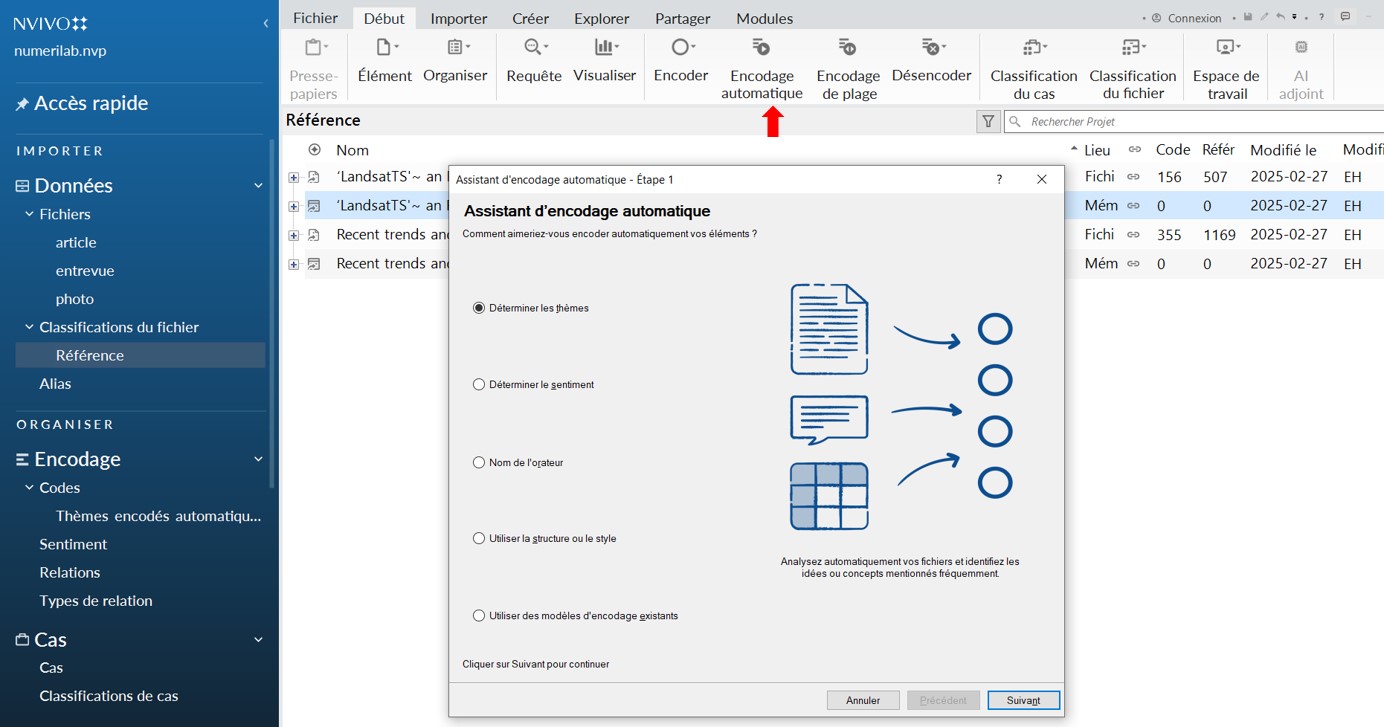 NVIVO
numerilab.nvp
Accès rapide
IMPORTER
Données
Fichiers
article
entrevue
photo
Classifications du fichier
Référence
Alias
ORGANISER
Encodage
Codes
Thèmes encodés automatiqu...
Sentiment
Relations
Types de relation
Cas
Cas
Classifications de cas
Fichier Début Importer Créer Explorer Partager Modules
Connexion
Presse-
papiers
Élément
Organiser
Requête
Visualiser
Encoder
Encodage
automatique
Encodage
de plage
Désencoder
Classification
du cas
Classification
du fichier
Espace de
travail
AI
AI
adjoint
Référence
Rechercher Projet
Nom Lieu Code Référ Modifié le Modifi
‘LandsatTS'~ an Fichi 156 507 2025-02-27 EH
‘LandsatTS'~ an Mém 0 0 2025-02-27 EH
Recent trends and Fichi 355 1169 2025-02-27 EH
Recent trends and Mém 0 0 2025-02-27 EH
Assistant d'encodage automatique - Étape 1 ?
Assistant d’encodage automatique
Comment aimeriez-vous encoder automatiquement vos éléments ?
Déterminer les thèmes
Déterminer le sentiment
Nom de l'orateur
Utiliser la structure ou le style
Utiliser des modèles d'encodage existants
Analysez automatiquement vos fichiers et identifiez les
idées ou concepts mentionnés fréquemment.
Cliquer sur Suivant pour continuer
Annuler Précédent Suivant